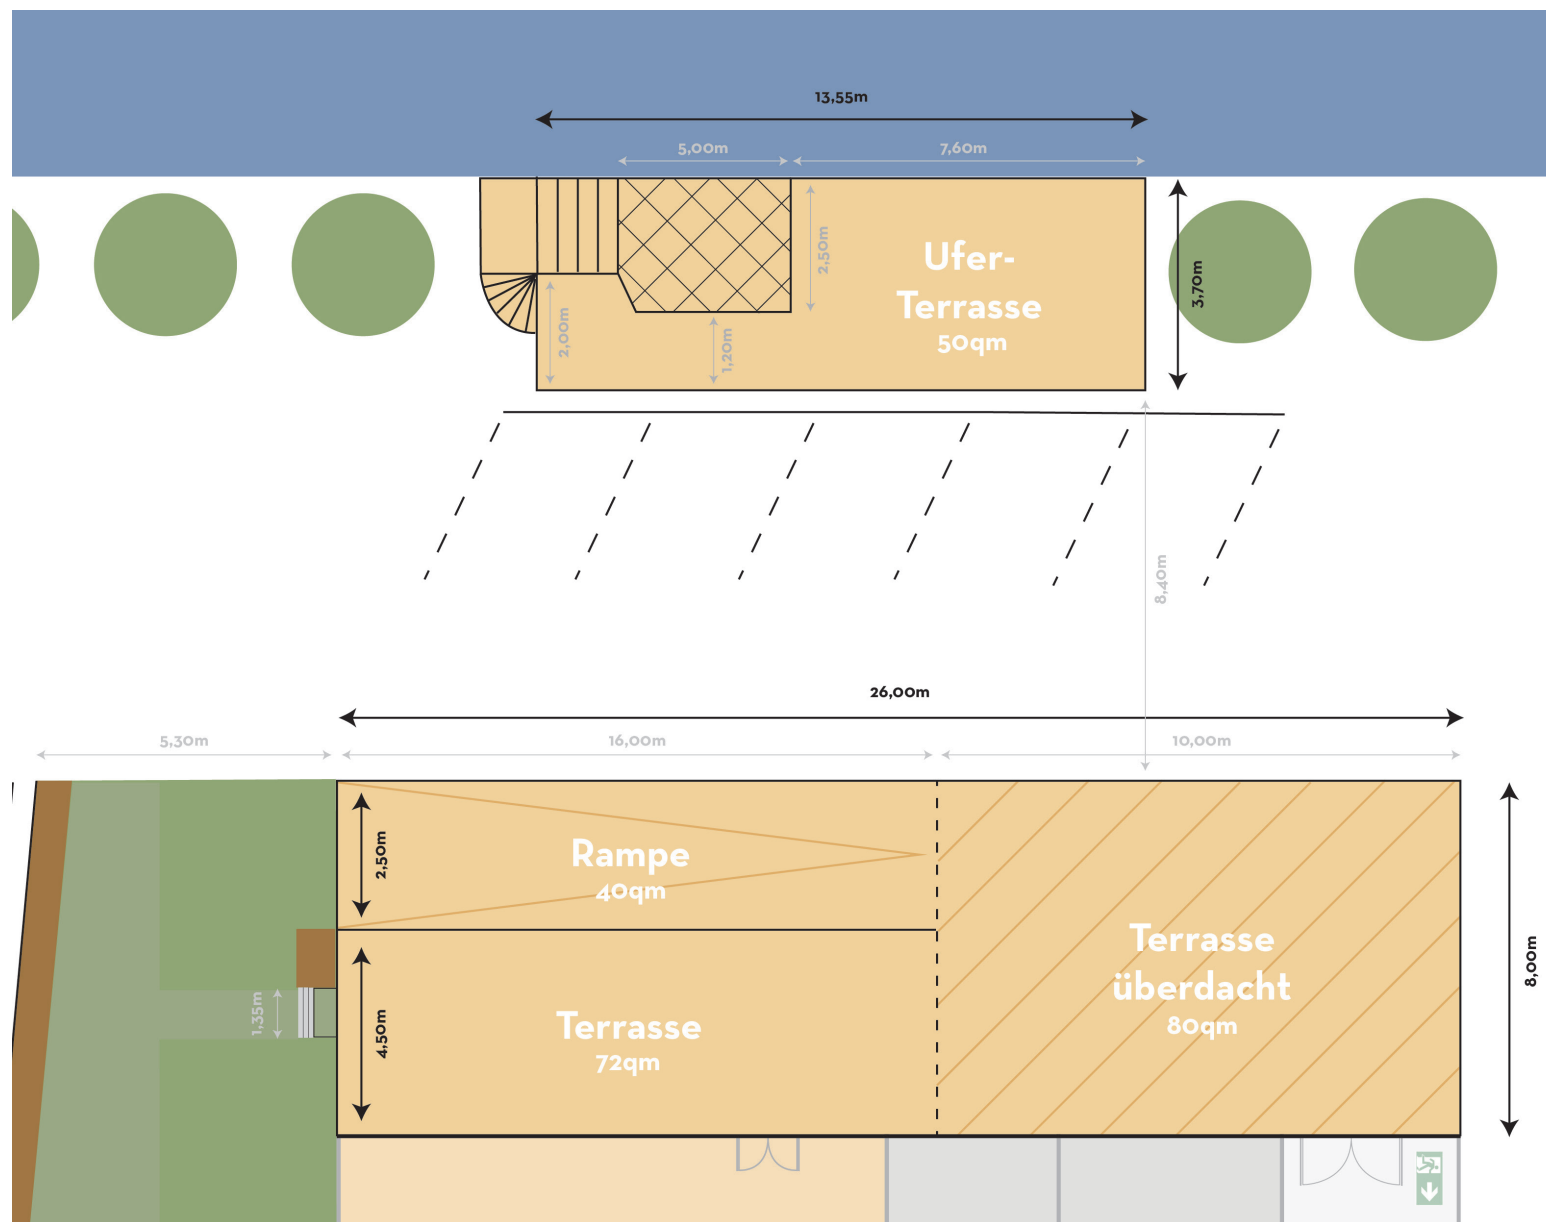 13,55m
5,00m
7,60m
2,50m
Ufer-
Terrasse
50qm
3,70m
2,00m
1,20m
8,40m
26,00m
5,30m
16,00m
10,00m
2,50m
Rampe
40qm
Terrasse
überdacht
80qm
8,00m
1,35m
4,50m
Terrasse
72qm